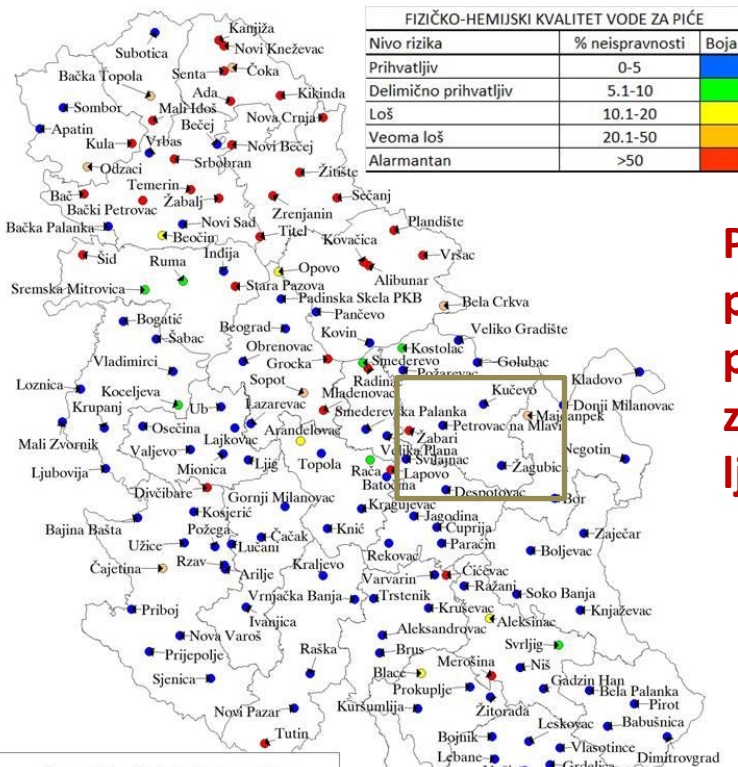 FIZIČKO-HEMIJSKI KVALITET VODE ZA PIĆE
Nivo rizika % neispravnosti Boja
Prihvatljiv 0-5
Delimično prihvatljiv 5.1-10
Loš 10.1-20
Veoma loš 20.1-50
Alarmantan >50
Kanjiža
Subotica
Novi Kneževac
Bačka Topola
Senta
Čoka
Sombor
Ada
Kikinda
Mali Iđoš
Apatin
Bečej
Nova Crnja
Kula
Vrbas
Novi Bečej
Odzaci
Srbobran
Žitište
Temerin
Bač
Žabalj
Sečanj
Bački Petrovac
Zrenjanin
Bačka Palanka
Novi Sad
Plandište
Beočin
Titel
Kovačica
Šid
Ruma
Inđija
Vršac
Opovo
Alibunar
Sremska Mitrovica
Stara Pazova
Padinska Skela PKB
Bela Crkva
Bogatić
Pančevo
Beograd
Kovin
Veliko Gradište
Šabac
Obrenovac
Kostolac
Smederevo
Vladimirci
Grocka
Golubac
Radinac
Požarevac
Kladovo
Loznica
Koceljeva
Sopot
Mladenovac
Kučevo
Krupanj
Ub
Lazarevac
Smederevska Palanka
Donji Milanovac
Majdanpek
Osečina
Aranđelovac
Petrovac na Mlavi
Mali Zvornik
Lajkovac
Žabari
Negotin
Valjevo
Velika Plana
Ljubovija
Mionica
Ljig
Topola
Rača
Svilajnac
Žagubica
Lapovo
Batočina
Divčibare
Despotovac
Bor
Gornji Milanovac
Kragujevac
Bajina Bašta
Kosjerić
Jagodina
Požega
Knić
Ćuprija
Zaječar
Užice
Lučani
Čačak
Rekovac
Paraćin
Boljevac
Čajetina
Rzav
Arilje
Kraljevo
Varvarin
Ćićevac
Ražanj
Vrnjačka Banja
Trstenik
Soko Banja
Priboj
Ivanjica
Kruševac
Aleksinac
Knjaževac
Nova Varoš
Aleksandrovac
Raška
Svrljig
Prijepolje
Brus
Sjenica
Blace
Merošina
Niš
Gadzin Han
Prokuplje
Bela Palanka
Novi Pazar
Kuršumlija
Žitorađa
Pirot
Leskovac
Babušnica
Tutin
Bojnik
Vlasotince
Lebane
Dimitrovgrad